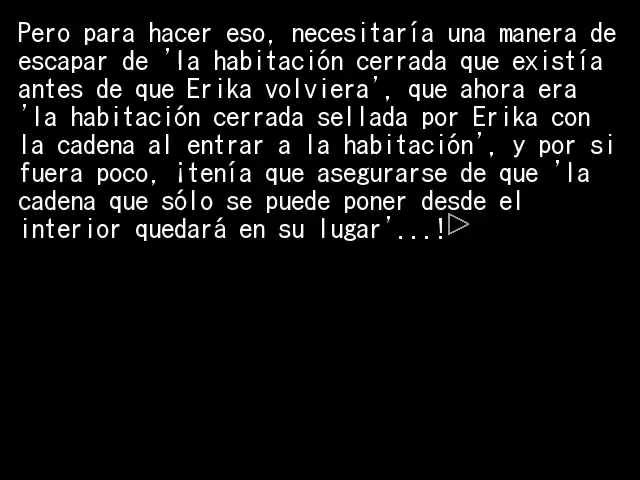 Pero para hacer eso, necesitaría una manera de
escapar de 'la habitación cerrada que existía
antes de que Erika volviera', que ahora era
'la habitación cerrada sellada por Erika con
la cadena al entrar a la habitación', y por si
fuera poco, ¡tenía que asegurarse de que 'la
cadena que sólo se puede poner desde el
interior quedará en su lugar'...!